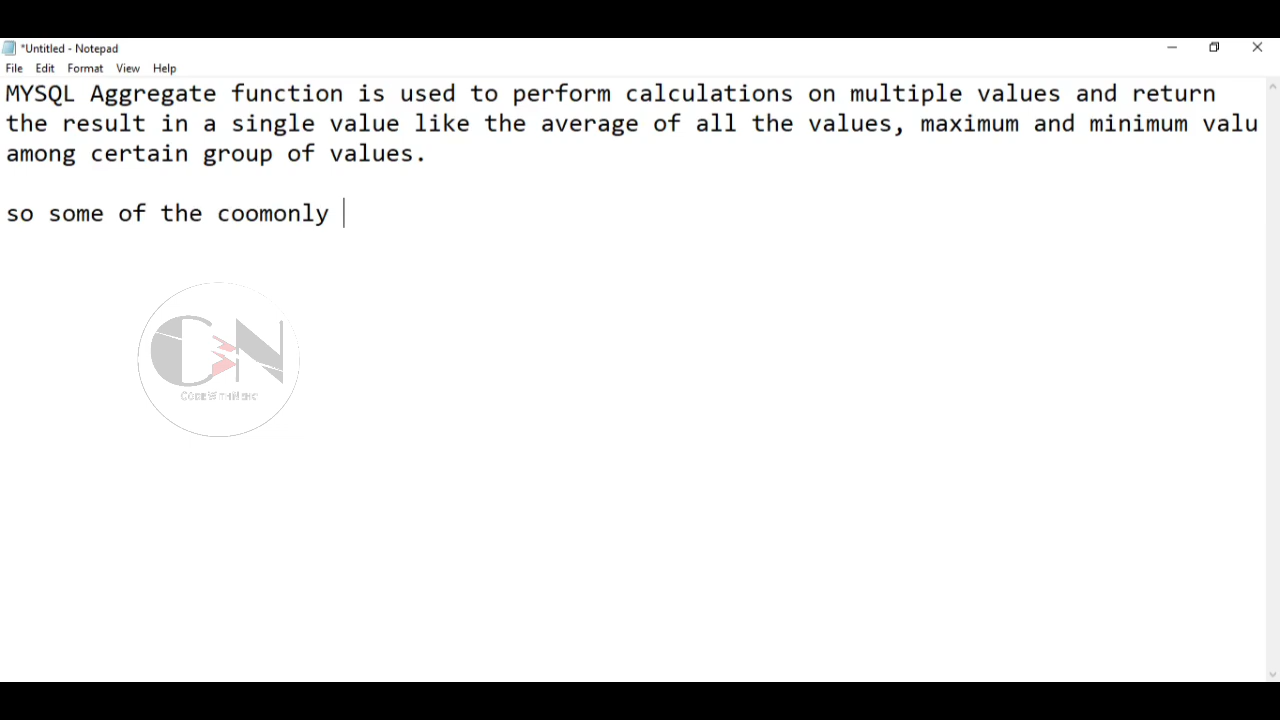 *Untitled - Notepad
File Edit Format View Help
MYSQL Aggregate function is used to perform calculations on multiple values and return
the result in a single value like the average of all the values, maximum and minimum valu
among certain group of values.
so some of the coomonly